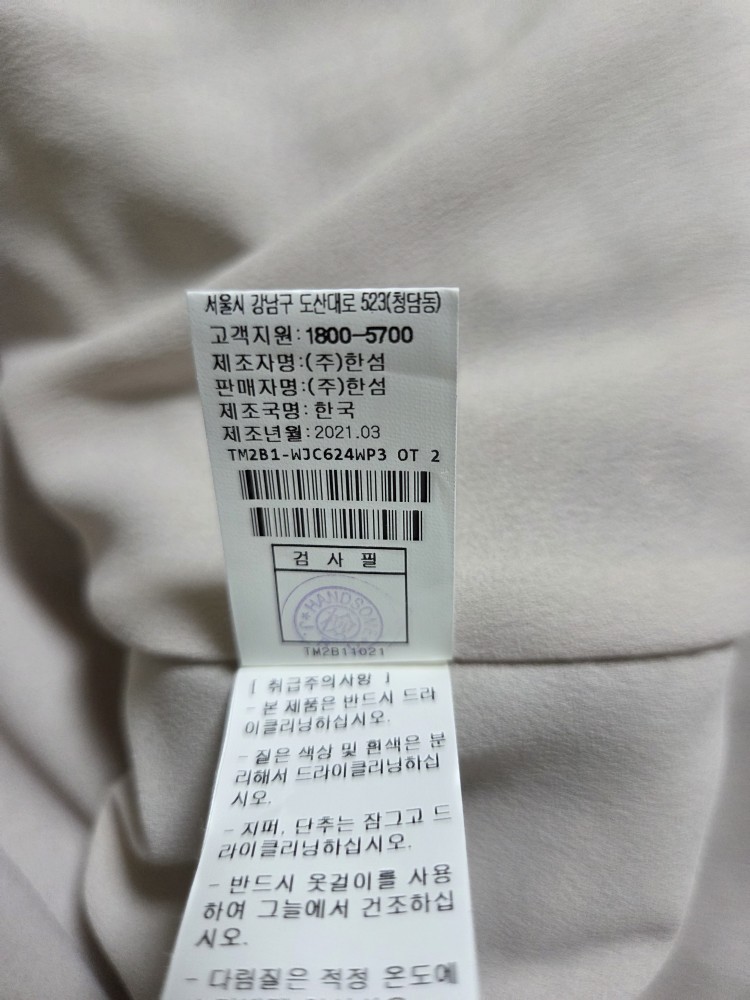 서울시 강남구 도산대로 523(청담동)
고객지원:1800-5700
제조자명:(주)한섬
판매자명:(주)한섬
제조국명:한국
제조년월:2021.03
TM2B1-WJC624WP3 OT 2
검 사 필
HANDSOME
TM2B11021
[ 취급주의사항 ]
- 본 제품은 반드시 드라
이클리닝하십시오.
- 짙은 색상 및 흰색은 분
리해서 드라이클리닝하십
시오.
- 지퍼, 단추는 잠그고 드
라이클리닝하십시오.
- 반드시 옷걸이를 사용
하여 그늘에서 건조하십
시오.
- 다림질은 적정 온도에